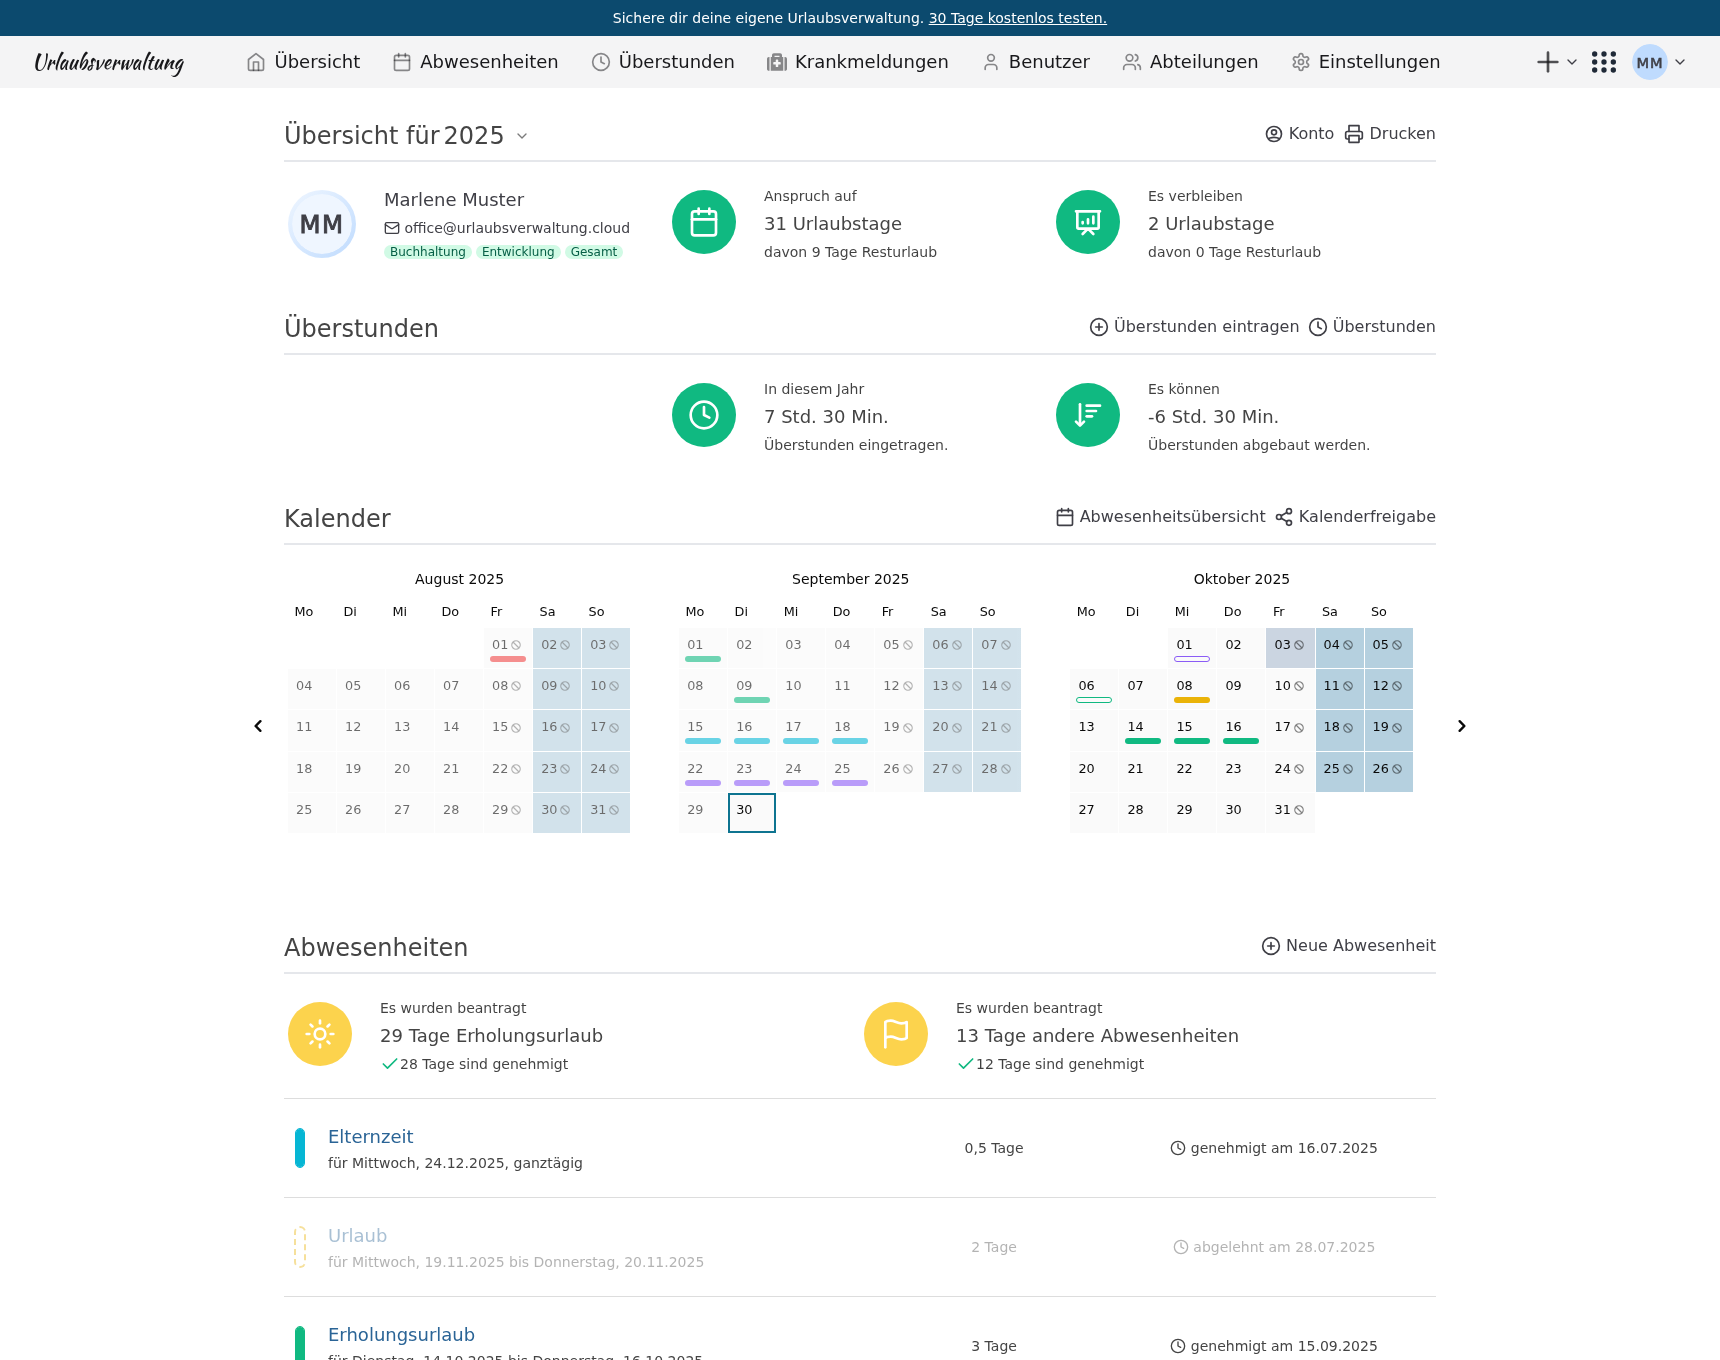 Sichere dir deine eigene Urlaubsverwaltung. 30 Tage kostenlos testen.
Urlaubsverwaltung Übersicht Abwesenheiten Überstunden Krankmeldungen Benutzer Abteilungen Einstellungen MM
Übersicht für 2025 Konto Drucken
MM
Marlene Muster
office@urlaubsverwaltung.cloud
Buchhaltung Entwicklung Gesamt
Anspruch auf
31 Urlaubstage
davon 9 Tage Resturlaub
Es verbleiben
2 Urlaubstage
davon 0 Tage Resturlaub
Überstunden Überstunden eintragen Überstunden
In diesem Jahr
7 Std. 30 Min.
Überstunden eingetragen.
Es können
-6 Std. 30 Min.
Überstunden abgebaut werden.
Kalender Abwesenheitsübersicht Kalenderfreigabe
August 2025
Mo Di Mi Do Fr Sa So
01 02 03
04 05 06 07 08 09 10
11 12 13 14 15 16 17
18 19 20 21 22 23 24
25 26 27 28 29 30 31
September 2025
Mo Di Mi Do Fr Sa So
01 02 03 04 05 06 07
08 09 10 11 12 13 14
15 16 17 18 19 20 21
22 23 24 25 26 27 28
29 30
Oktober 2025
Mo Di Mi Do Fr Sa So
01 02 03 04 05
06 07 08 09 10 11 12
13 14 15 16 17 18 19
20 21 22 23 24 25 26
27 28 29 30 31
Abwesenheiten Neue Abwesenheit
Es wurden beantragt
29 Tage Erholungsurlaub
28 Tage sind genehmigt
Es wurden beantragt
13 Tage andere Abwesenheiten
12 Tage sind genehmigt
Elternzeit
für Mittwoch, 24.12.2025, ganztägig
0,5 Tage
genehmigt am 16.07.2025
Urlaub
für Mittwoch, 19.11.2025 bis Donnerstag, 20.11.2025
2 Tage
abgelehnt am 28.07.2025
Erholungsurlaub
für Dienstag, 14.10.2025 bis Donnerstag, 16.10.2025
3 Tage
genehmigt am 15.09.2025